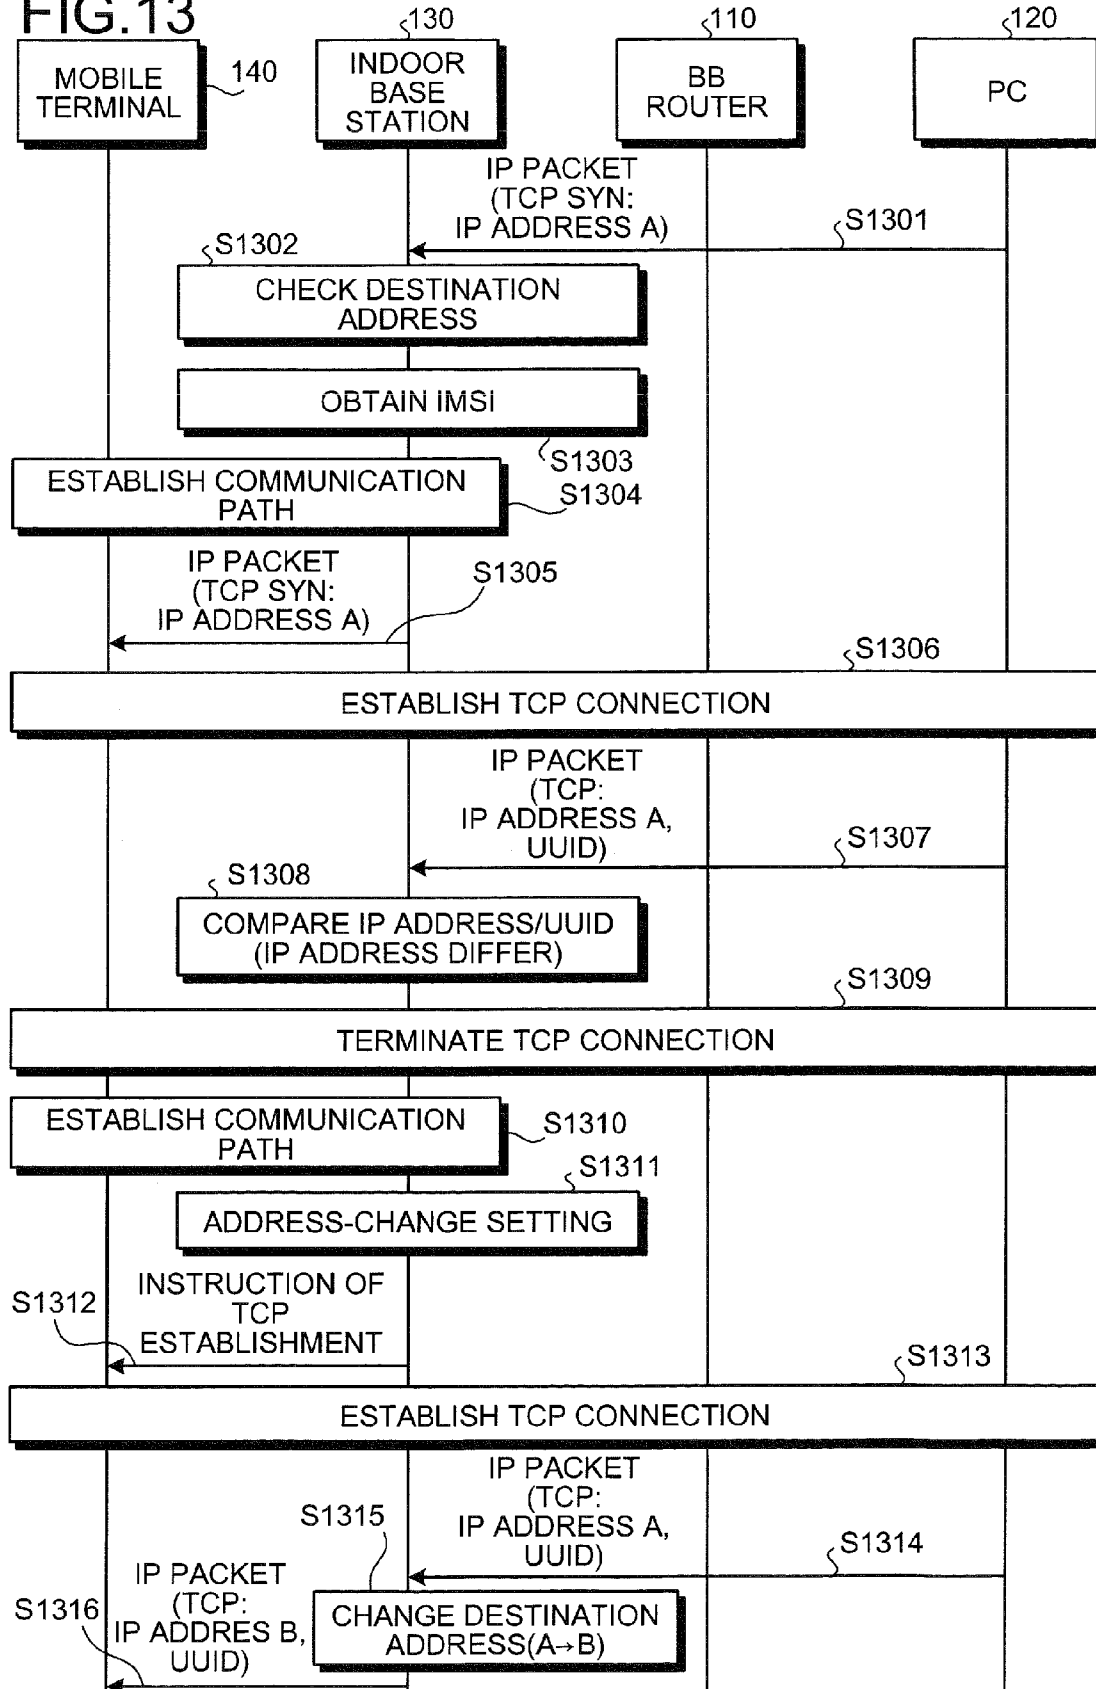 FIG.13
130
110
120
MOBILE
TERMINAL
140
INDOOR
BASE
STATION
BB
ROUTER
PC
IP PACKET
(TCP SYN:
IP ADDRESS A)
S1301
S1302
CHECK DESTINATION
ADDRESS
OBTAIN IMSI
S1303
ESTABLISH COMMUNICATION
PATH
S1304
IP PACKET
(TCP SYN:
IP ADDRESS A)
S1305
S1306
ESTABLISH TCP CONNECTION
IP PACKET
(TCP:
IP ADDRESS A,
UUID)
S1307
S1308
COMPARE IP ADDRESS/UUID
(IP ADDRESS DIFFER)
S1309
TERMINATE TCP CONNECTION
ESTABLISH COMMUNICATION
PATH
S1310
S1311
ADDRESS-CHANGE SETTING
INSTRUCTION OF
TCP
ESTABLISHMENT
S1312
S1313
ESTABLISH TCP CONNECTION
IP PACKET
(TCP:
IP ADDRESS A,
UUID)
S1314
S1315
CHANGE DESTINATION
ADDRESS(A→B)
IP PACKET
(TCP:
IP ADDRES B,
UUID)
S1316